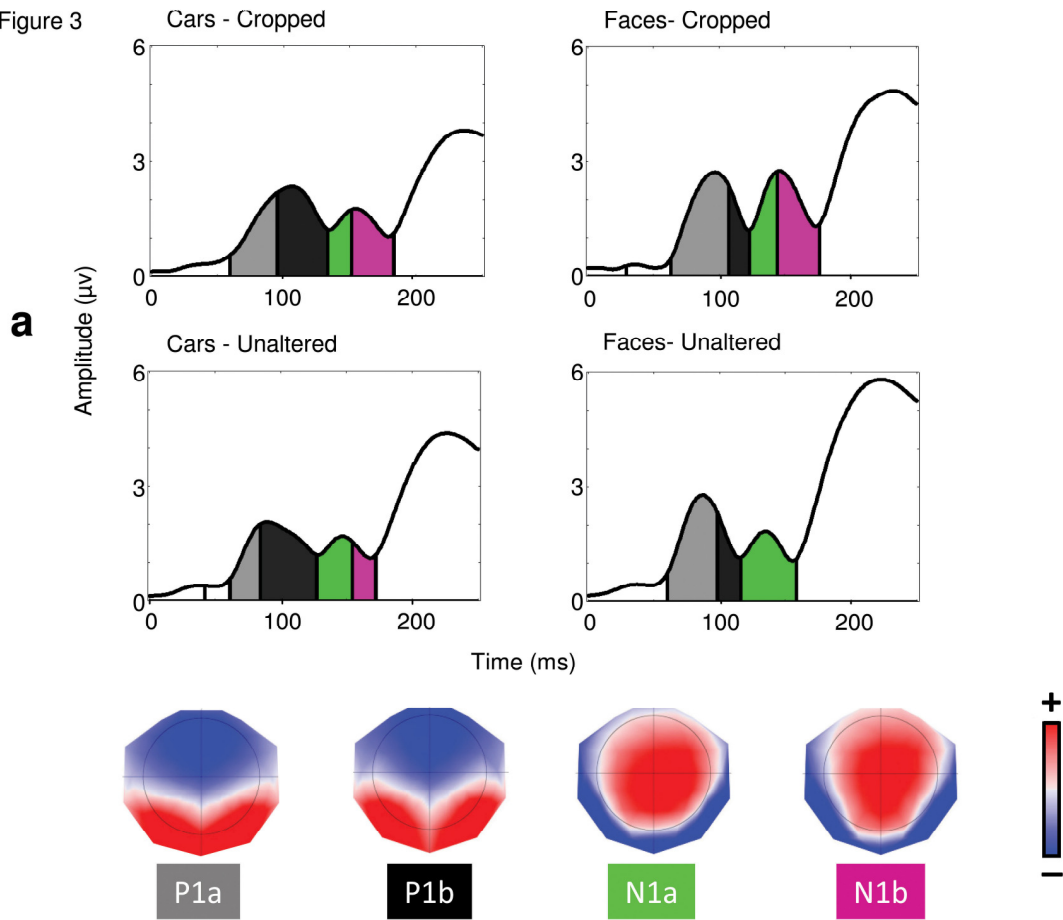 Figure 3
Cars - Cropped
Faces- Cropped
6
3
0
0
100
200
6
3
0
0
100
200
a
Amplitude (µv)
Cars - Unaltered
Faces- Unaltered
6
3
0
0
100
200
6
3
0
0
100
200
Time (ms)
+
−
P1a
P1b
N1a
N1b